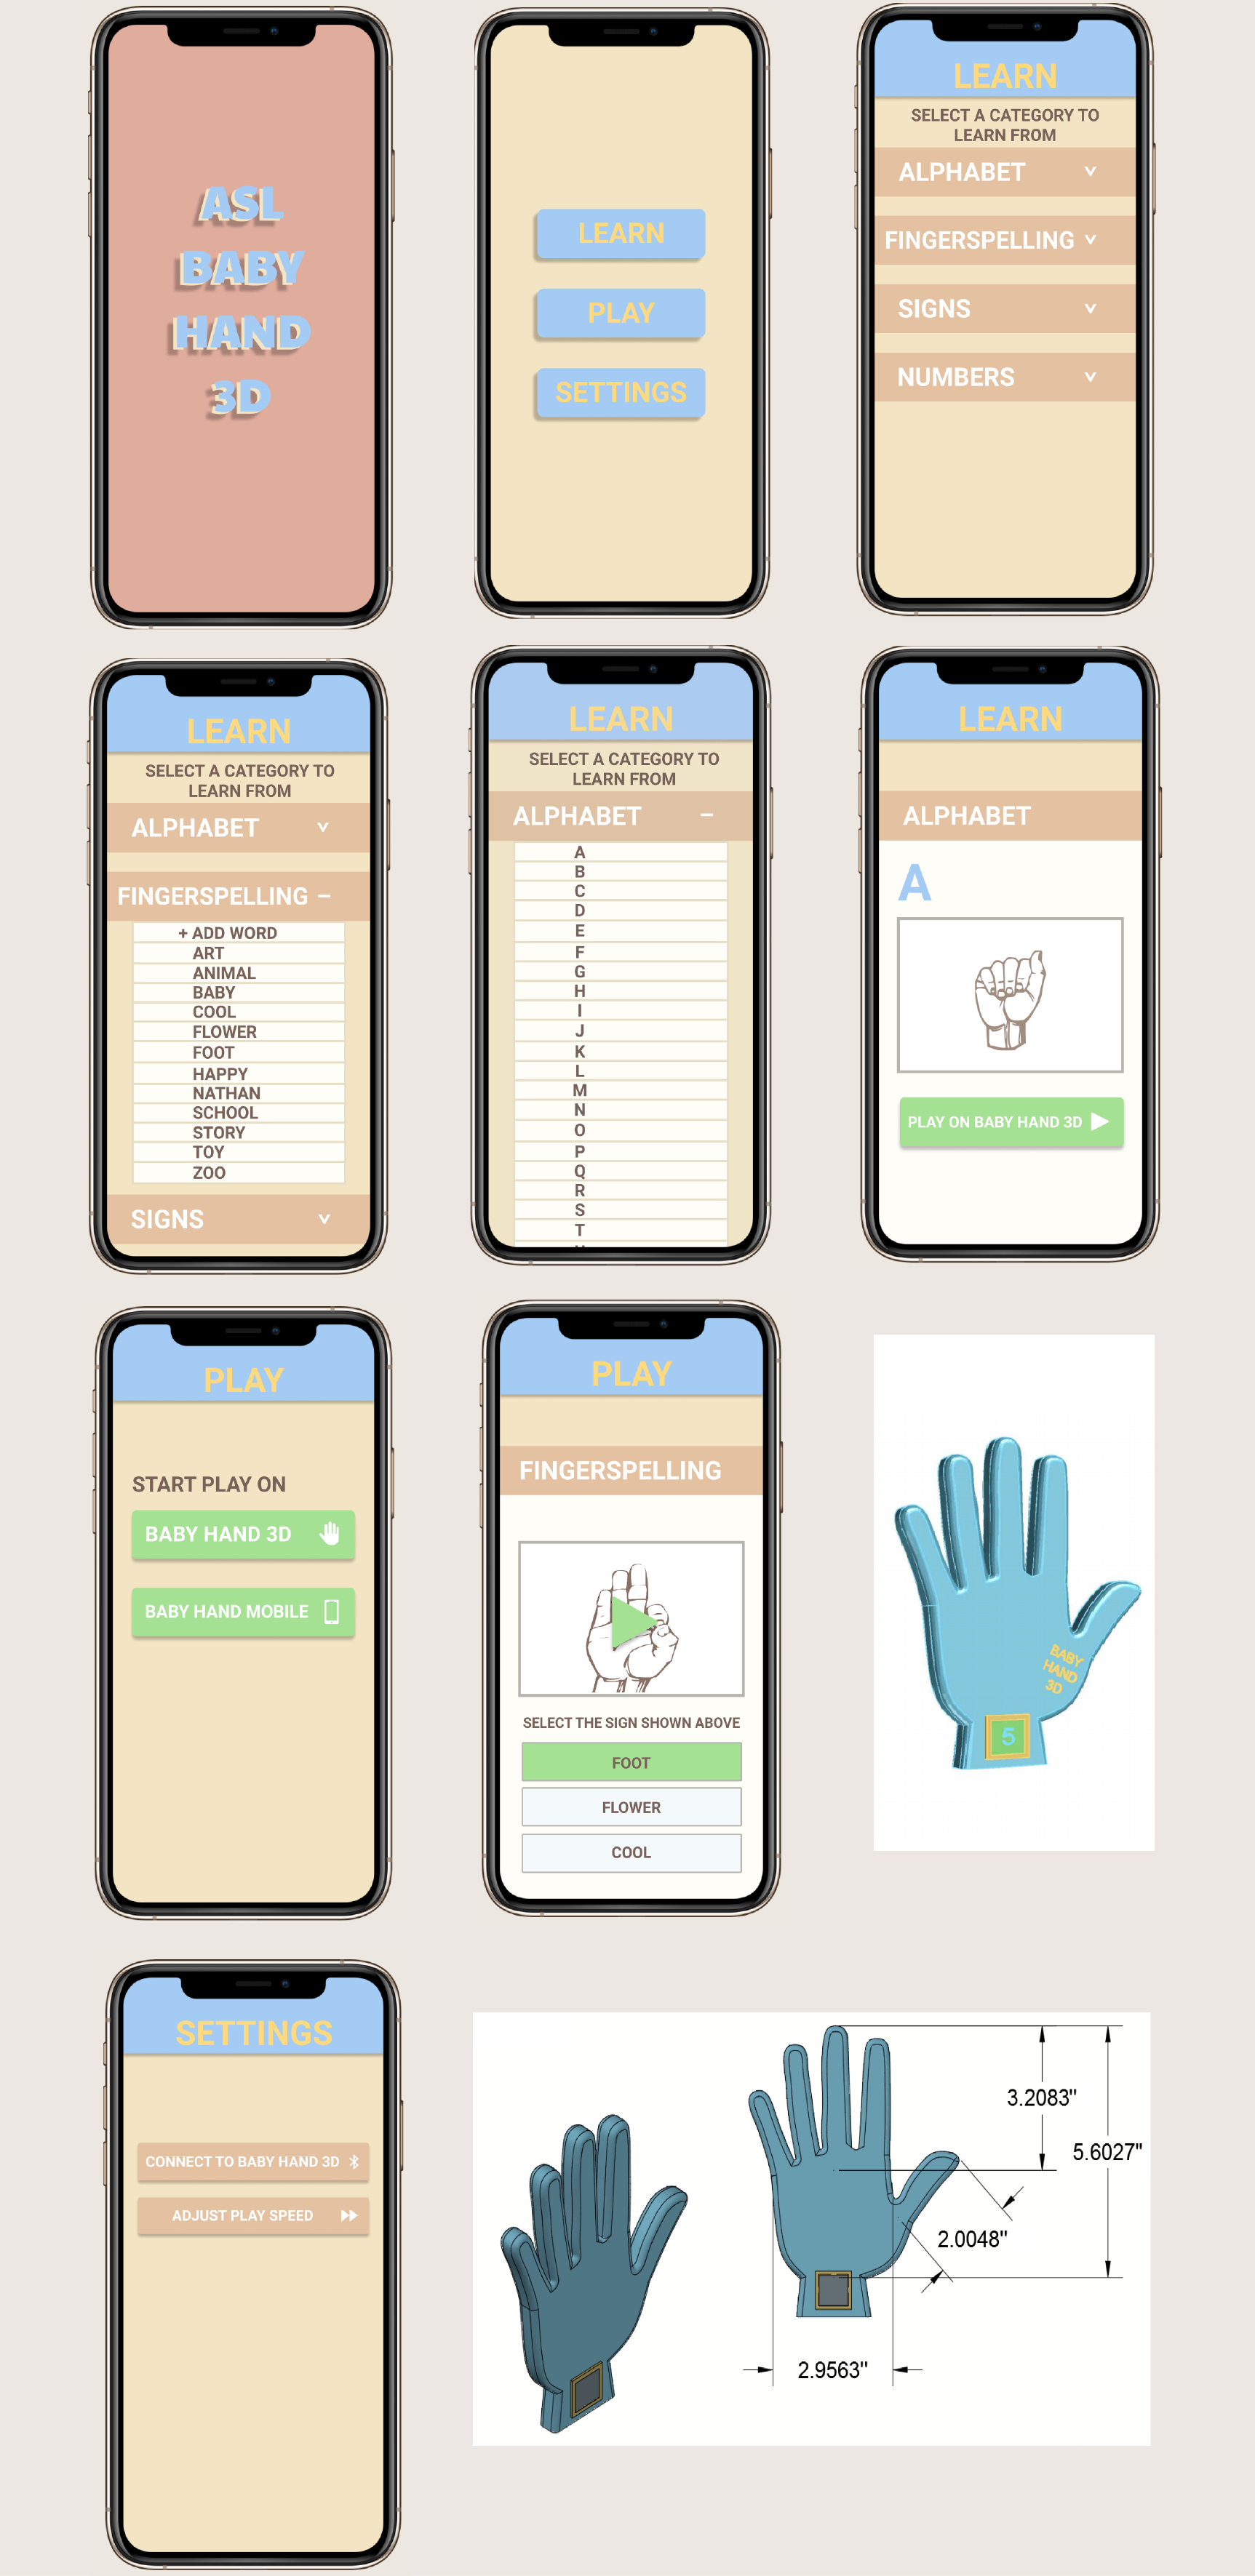 ASL
BABY
HAND
3D
LEARN
PLAY
SETTINGS
LEARN
SELECT A CATEGORY TO
LEARN FROM
ALPHABET
FINGERSPELLING
SIGNS
NUMBERS
LEARN
SELECT A CATEGORY TO
LEARN FROM
ALPHABET
FINGERSPELLING –
+ ADD WORD
ART
ANIMAL
BABY
COOL
FLOWER
FOOT
HAPPY
NATHAN
SCHOOL
STORY
TOY
ZOO
SIGNS
LEARN
SELECT A CATEGORY TO
LEARN FROM
ALPHABET –
A
B
C
D
E
F
G
H
I
J
K
L
M
N
O
P
Q
R
S
T
LEARN
ALPHABET
A
PLAY ON BABY HAND 3D
PLAY
START PLAY ON
BABY HAND 3D
BABY HAND MOBILE
PLAY
FINGERSPELLING
SELECT THE SIGN SHOWN ABOVE
FOOT
FLOWER
COOL
BABY
HAND
3D
5
SETTINGS
CONNECT TO BABY HAND 3D
ADJUST PLAY SPEED
3.2083"
5.6027"
2.0048"
2.9563"